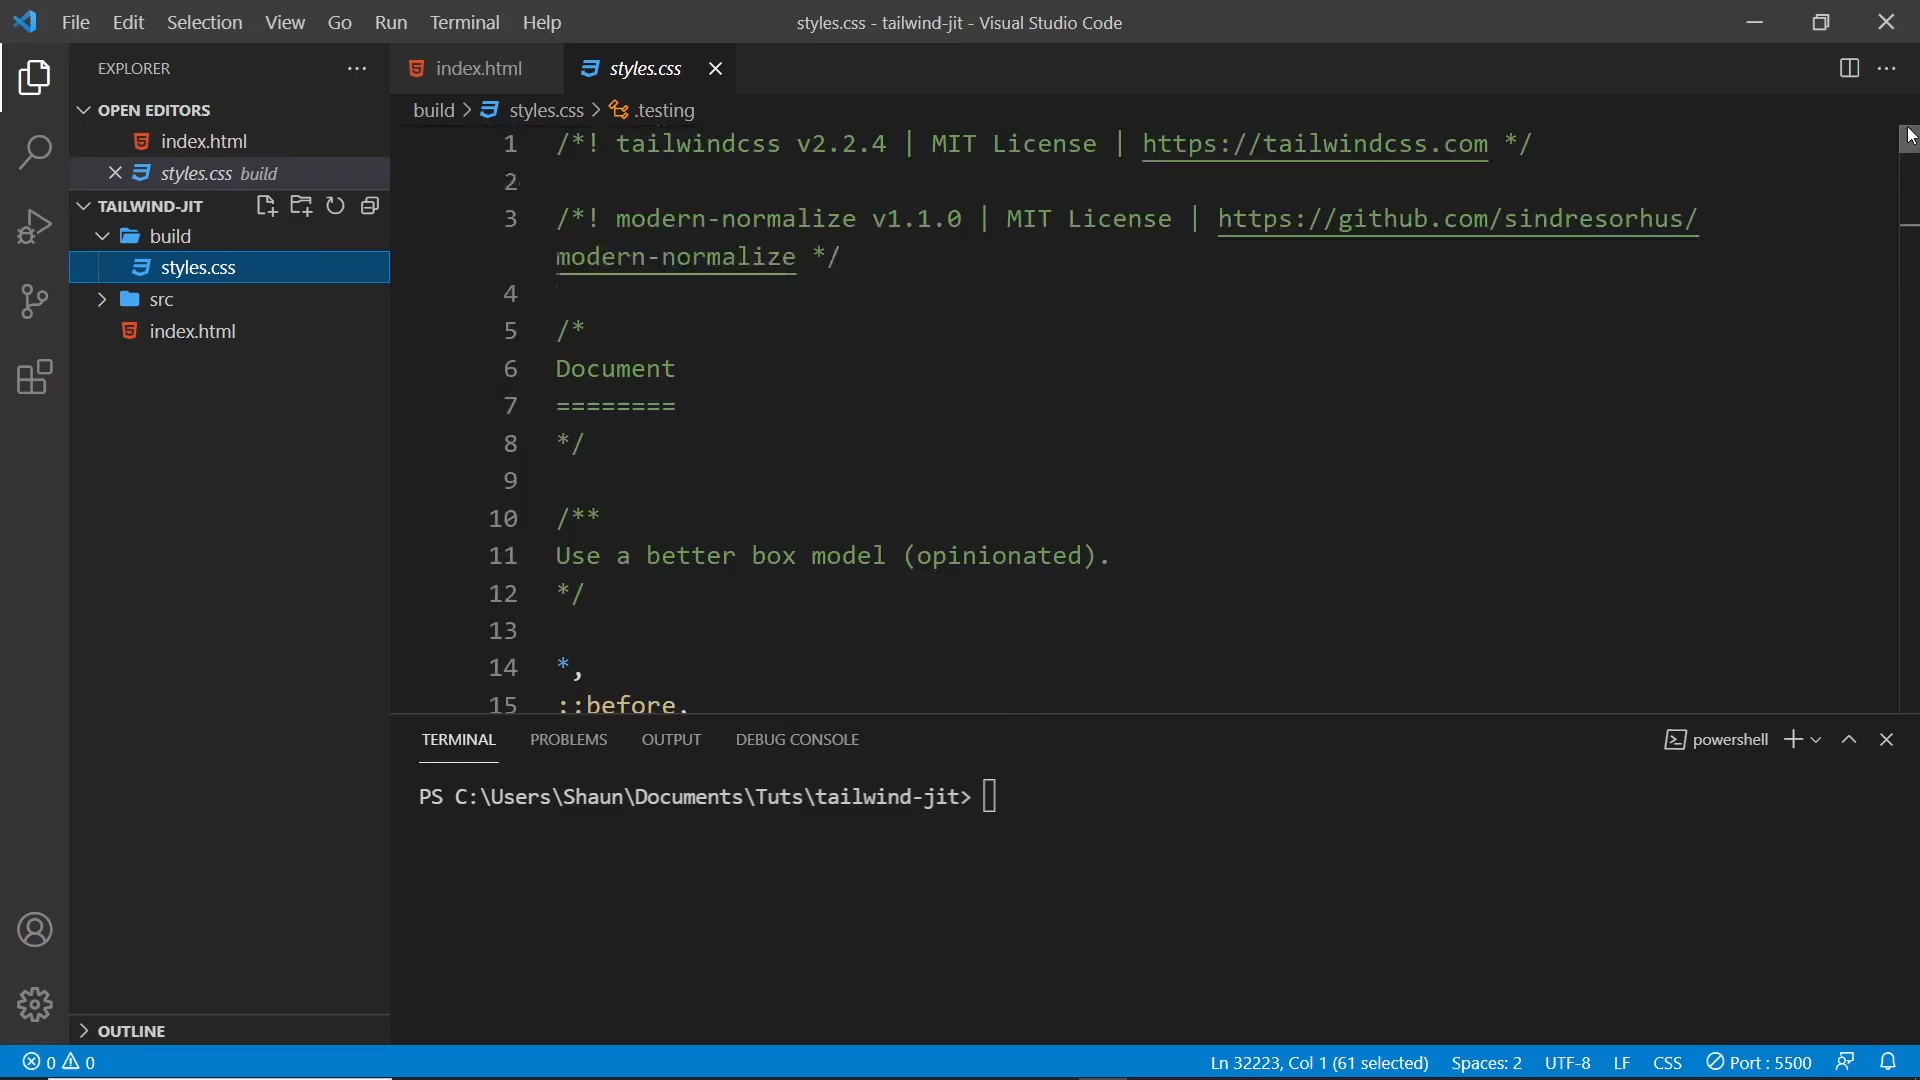 File Edit Selection View Go Run Terminal Help
styles.css - tailwind-jit - Visual Studio Code
EXPLORER
index.html
styles.css
OPEN EDITORS
index.html
styles.css build
TAILWIND-JIT
build
styles.css
src
index.html
OUTLINE
build > styles.css > .testing
1 /*! tailwindcss v2.2.4 | MIT License | https://tailwindcss.com */
2
3 /*! modern-normalize v1.1.0 | MIT License | https://github.com/sindresorhus/
modern-normalize */
4
5 /*
6 Document
7 ========
8 */
9
10 /**
11 Use a better box model (opinionated).
12 */
13
14 *,
15 ::before,
TERMINAL PROBLEMS OUTPUT DEBUG CONSOLE
powershell
PS C:\Users\Shaun\Documents\Tuts\tailwind-jit>
0 0
Ln 32223, Col 1 (61 selected) Spaces: 2 UTF-8 LF CSS Port : 5500